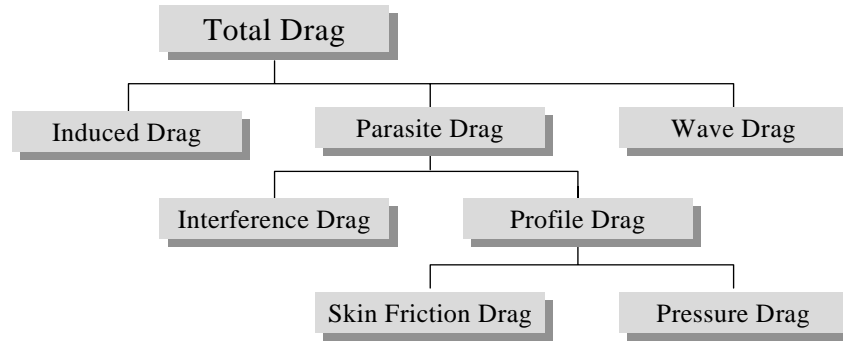 Total Drag
Induced Drag
Parasite Drag
Wave Drag
Interference Drag
Profile Drag
Skin Friction Drag
Pressure Drag